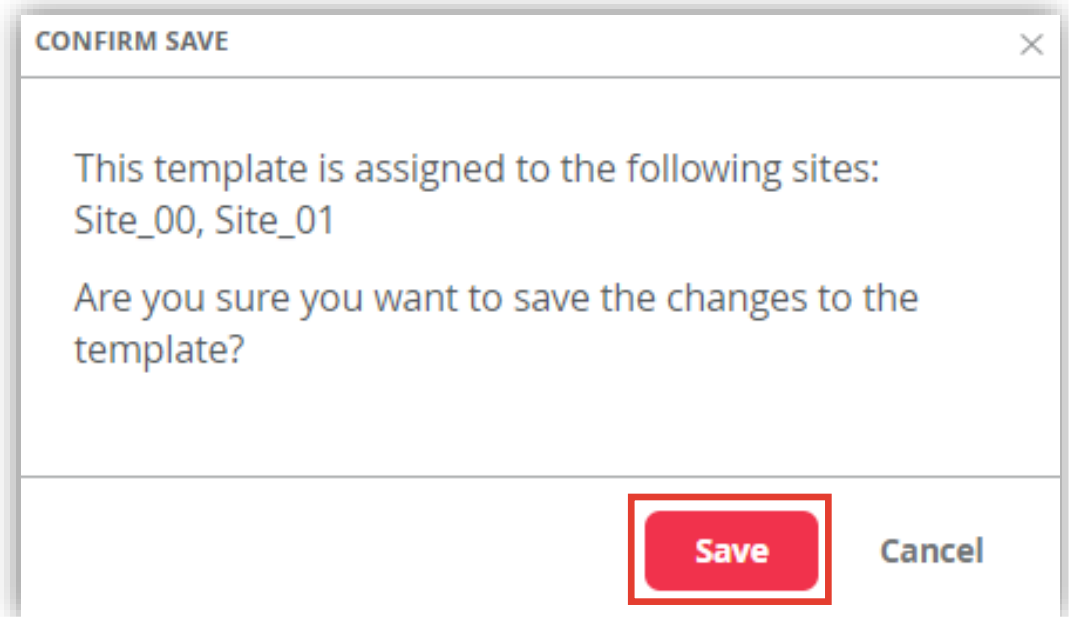 CONFIRM SAVE
This template is assigned to the following sites:
Site_00, Site_01
Are you sure you want to save the changes to the
template?
Save
Cancel